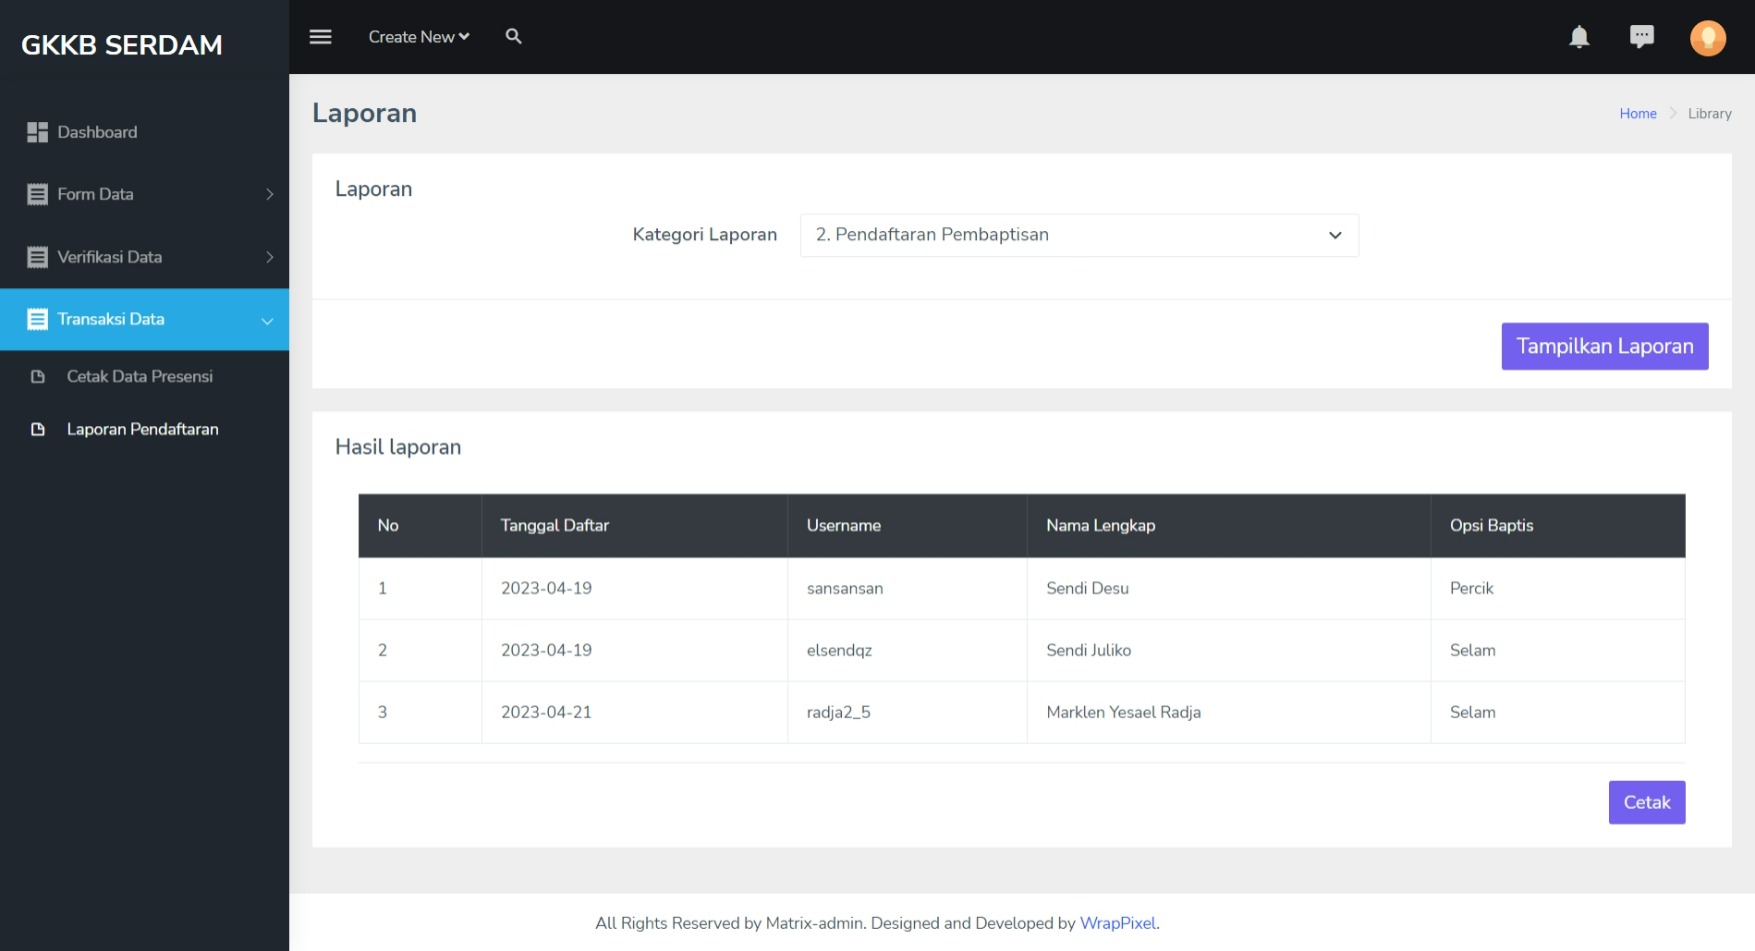 GKKB SERDAM
Create New
Dashboard
Form Data
Verifikasi Data
Transaksi Data
Cetak Data Presensi
Laporan Pendaftaran
Laporan
Home Library
Laporan
Kategori Laporan 2. Pendaftaran Pembaptisan
Tampilkan Laporan
Hasil laporan
No Tanggal Daftar Username Nama Lengkap Opsi Baptis
1 2023-04-19 sansansan Sendi Desu Percik
2 2023-04-19 elsendqz Sendi Juliko Selam
3 2023-04-21 radja2_5 Marklen Yesael Radja Selam
Cetak
All Rights Reserved by Matrix-admin. Designed and Developed by WrapPixel.